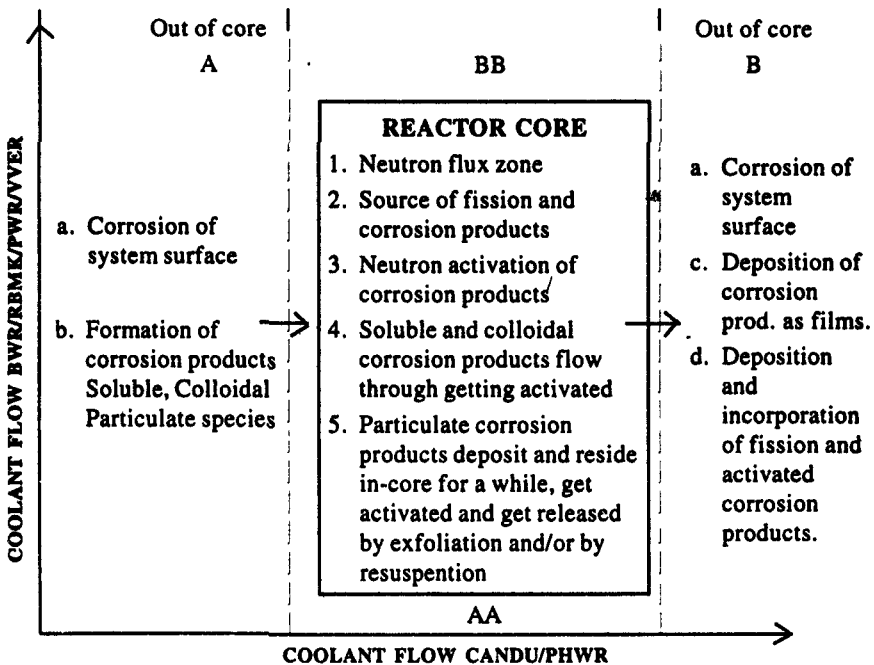 Out of core
A
BB
Out of core
B
COOLANT FLOW BWR/RBMK/PWR/VVER
a. Corrosion of
system surface
b. Formation of
corrosion products
Soluble, Colloidal
Particulate species
REACTOR CORE
1. Neutron flux zone
2. Source of fission and
corrosion products
3. Neutron activation of
corrosion products
4. Soluble and colloidal
corrosion products flow
through getting activated
5. Particulate corrosion
products deposit and reside
in-core for a while, get
activated and get released
by exfoliation and/or by
resuspention
a. Corrosion of
system
surface
c. Deposition of
corrosion
prod. as films.
d. Deposition
and
incorporation
of fission and
activated
corrosion
products.
AA
COOLANT FLOW CANDU/PHWR